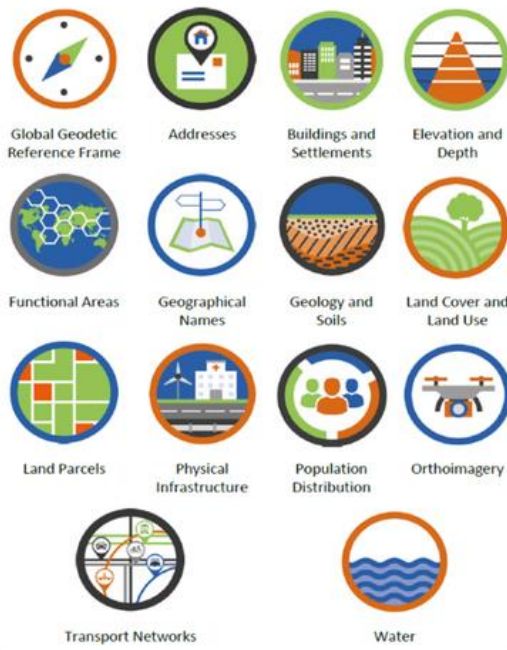 Global Geodetic
Reference Frame
Addresses
Buildings and
Settlements
Elevation and
Depth
Functional Areas
Geographical
Names
Geology and
Soils
Land Cover and
Land Use
Land Parcels
Physical
Infrastructure
Population
Distribution
Orthoimagery
Transport Networks
Water